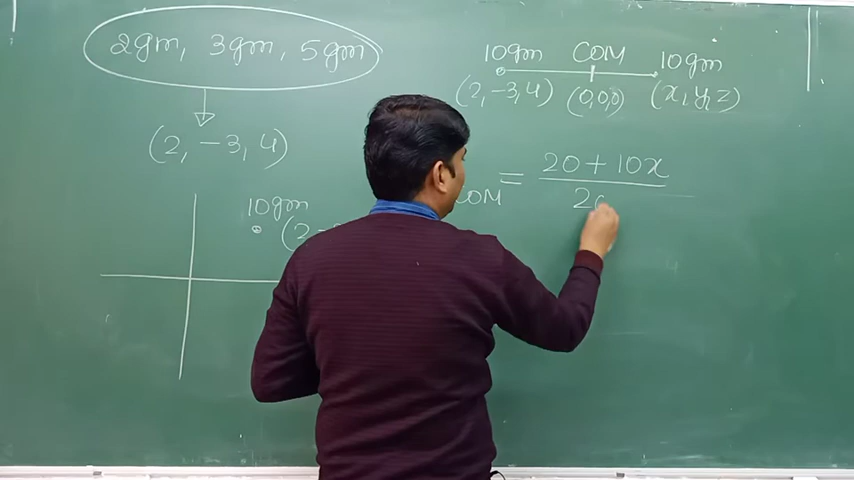 2gm, 3gm, 5gm
(2, -3, 4)
10gm
(2, -
10gm COM 10gm
(2, -3, 4) (0,0,0) (x, y, z)
COM = 20 + 10x
20